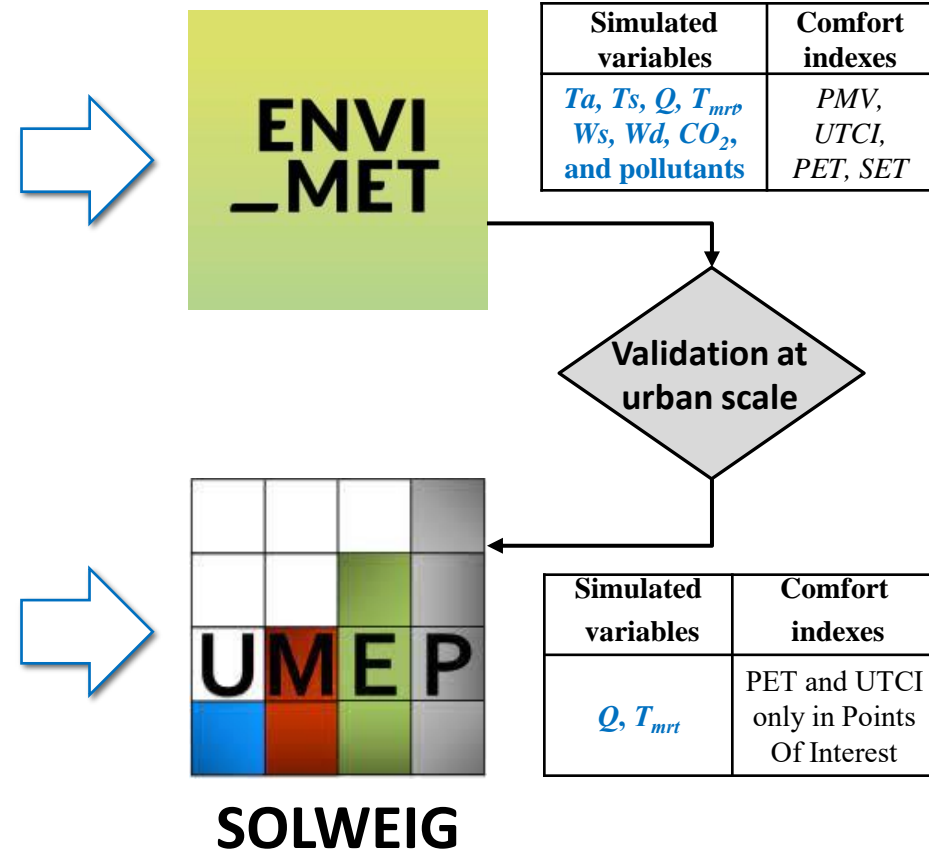 ENVI
_MET
Simulated variables
Comfort indexes
Ta, Ts, Q, Tmrt,
Ws, Wd, CO2,
and pollutants
PMV,
UTCI,
PET, SET
Validation at
urban scale
UMEP
SOLWEIG
Simulated
variables
Comfort
indexes
Q, Tmrt
PET and UTCI
only in Points
Of Interest